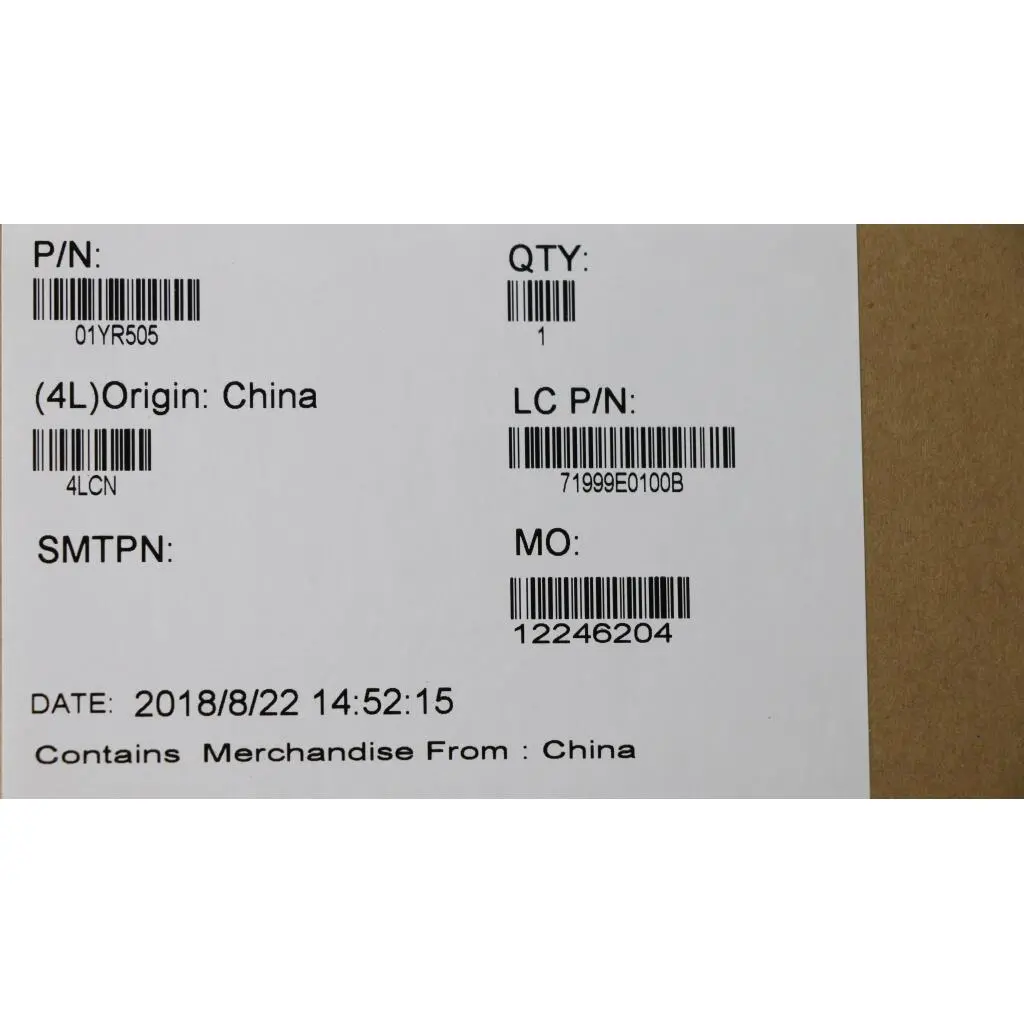 P/N:
QTY:
01YR505
1
(4L)Origin: China
LC P/N:
4LCN
71999E0100B
SMTPN:
MO:
12246204
DATE: 2018/8/22 14:52:15
Contains Merchandise From : China